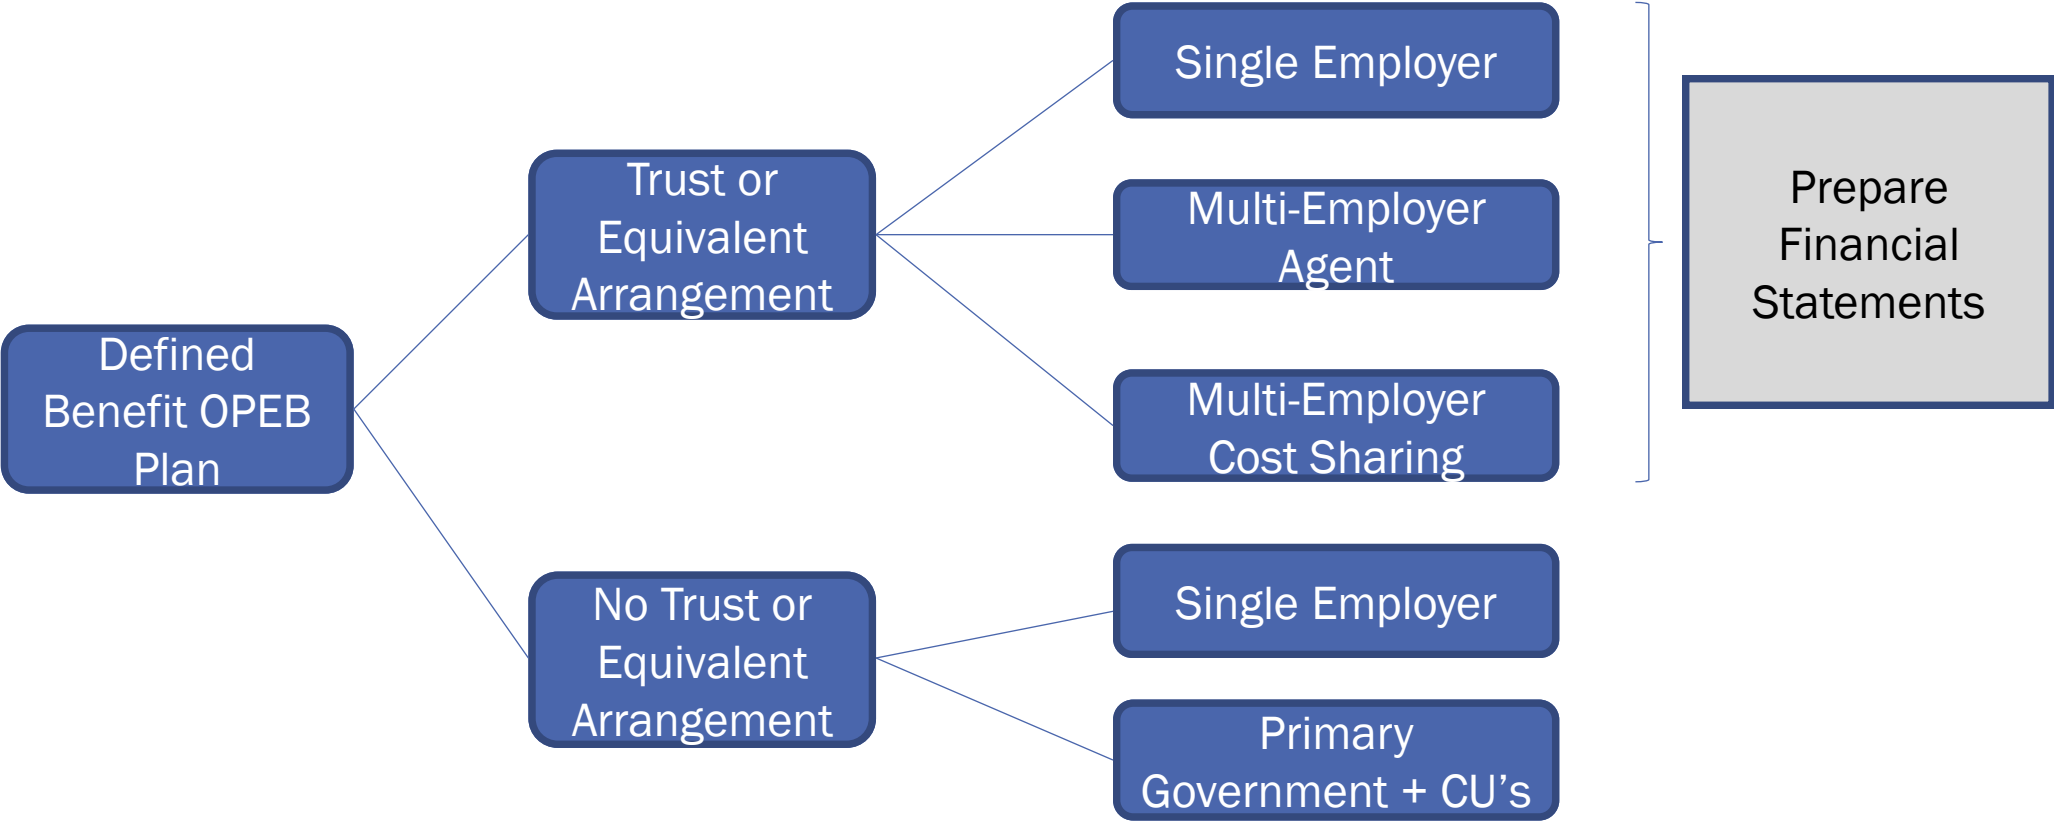 Defined
Benefit OPEB
Plan
Trust or
Equivalent
Arrangement
No Trust or
Equivalent
Arrangement
Single Employer
Multi-Employer
Agent
Multi-Employer
Cost Sharing
Single Employer
Primary
Government + CU’s
Prepare
Financial
Statements